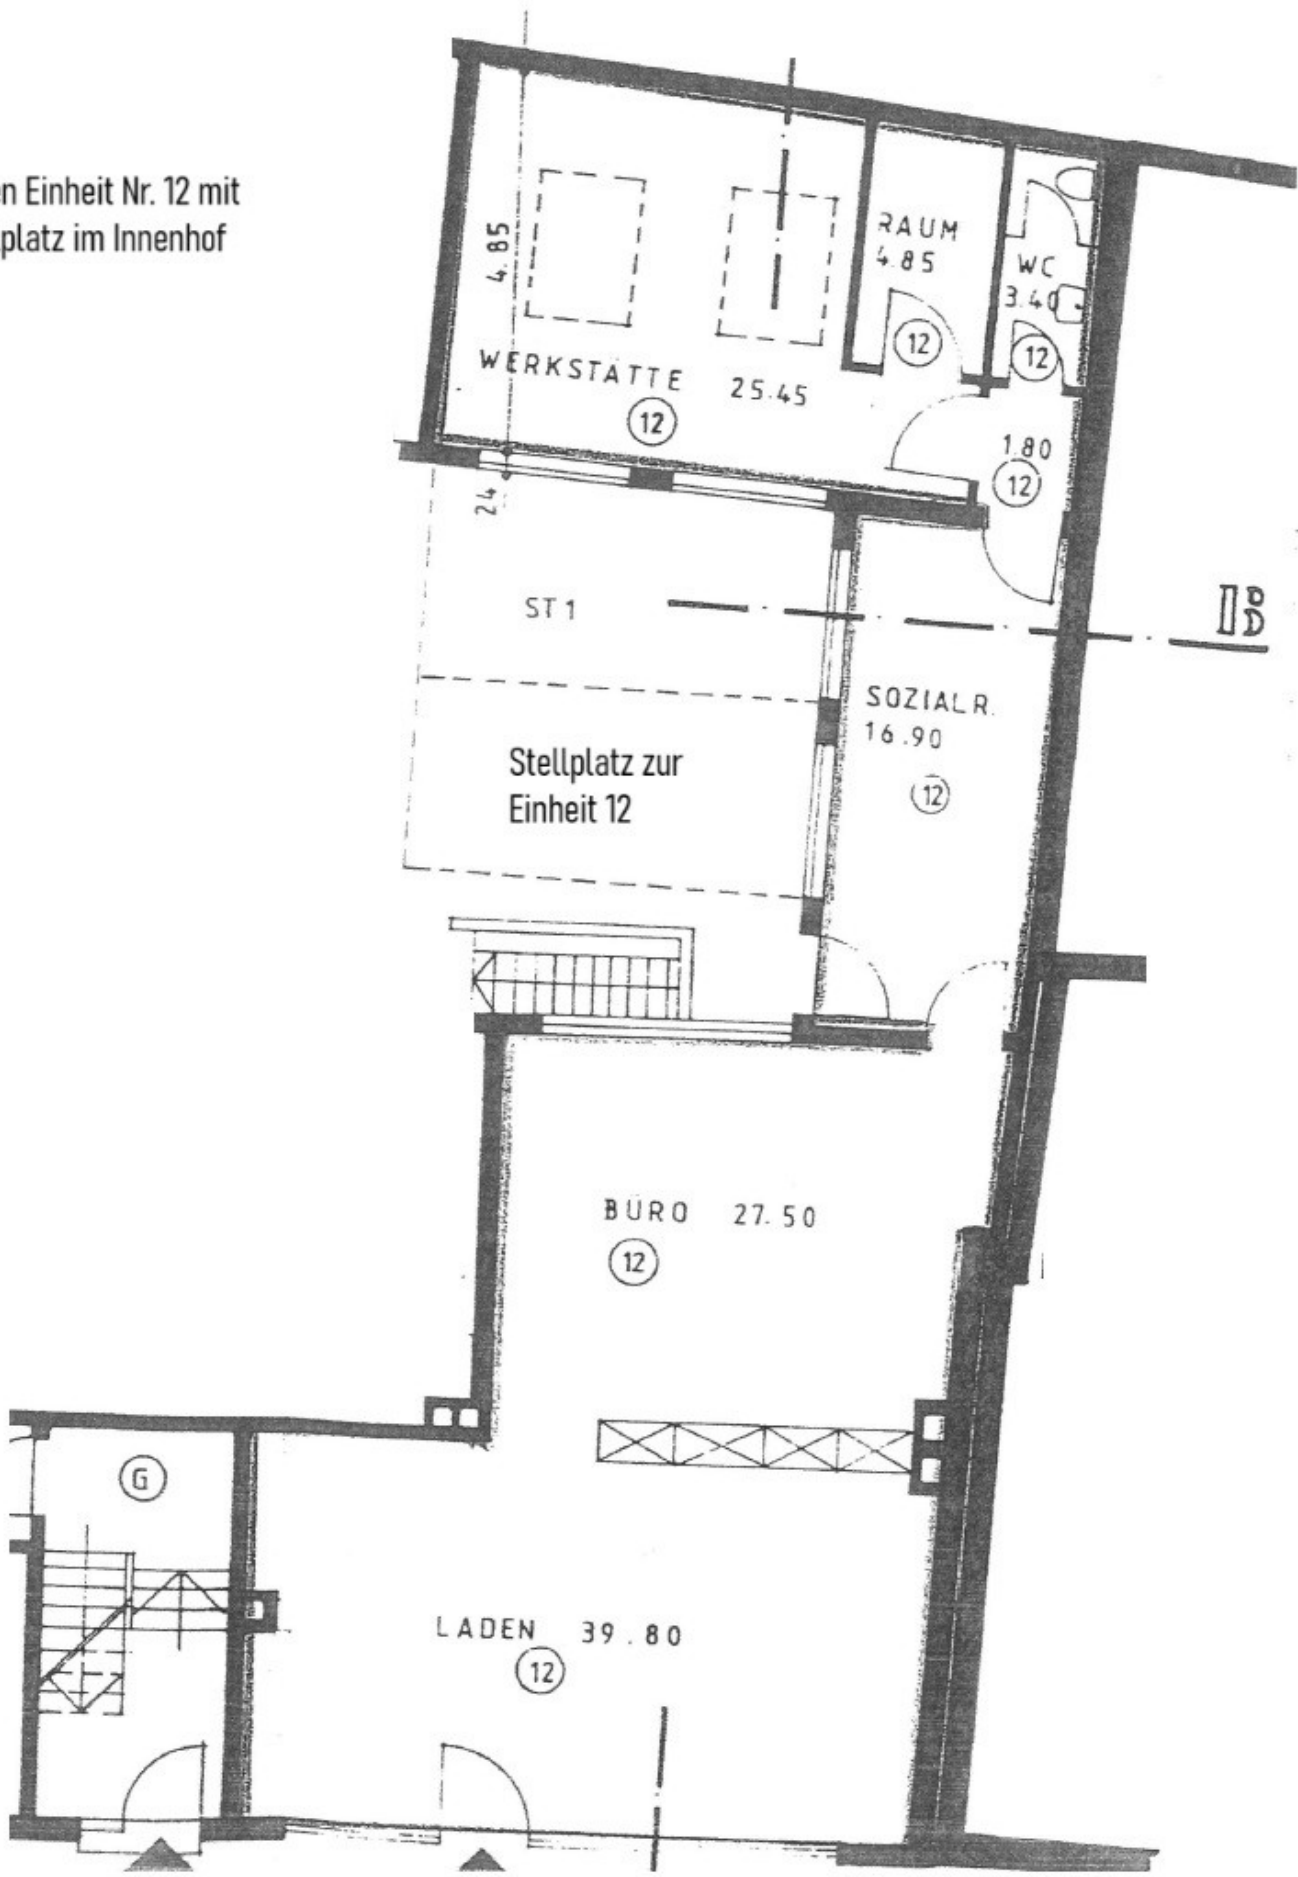 en Einheit Nr. 12 mit
platz im Innenhof
4.85
RAUM
4.85
WC
3.40
12
12
WERKSTÄTTE 25.45
12
1.80
12
24
ST 1
SOZIALR.
16.90
12
Stellplatz zur
Einheit 12
BÜRO 27.50
12
G
LADEN 39.80
12